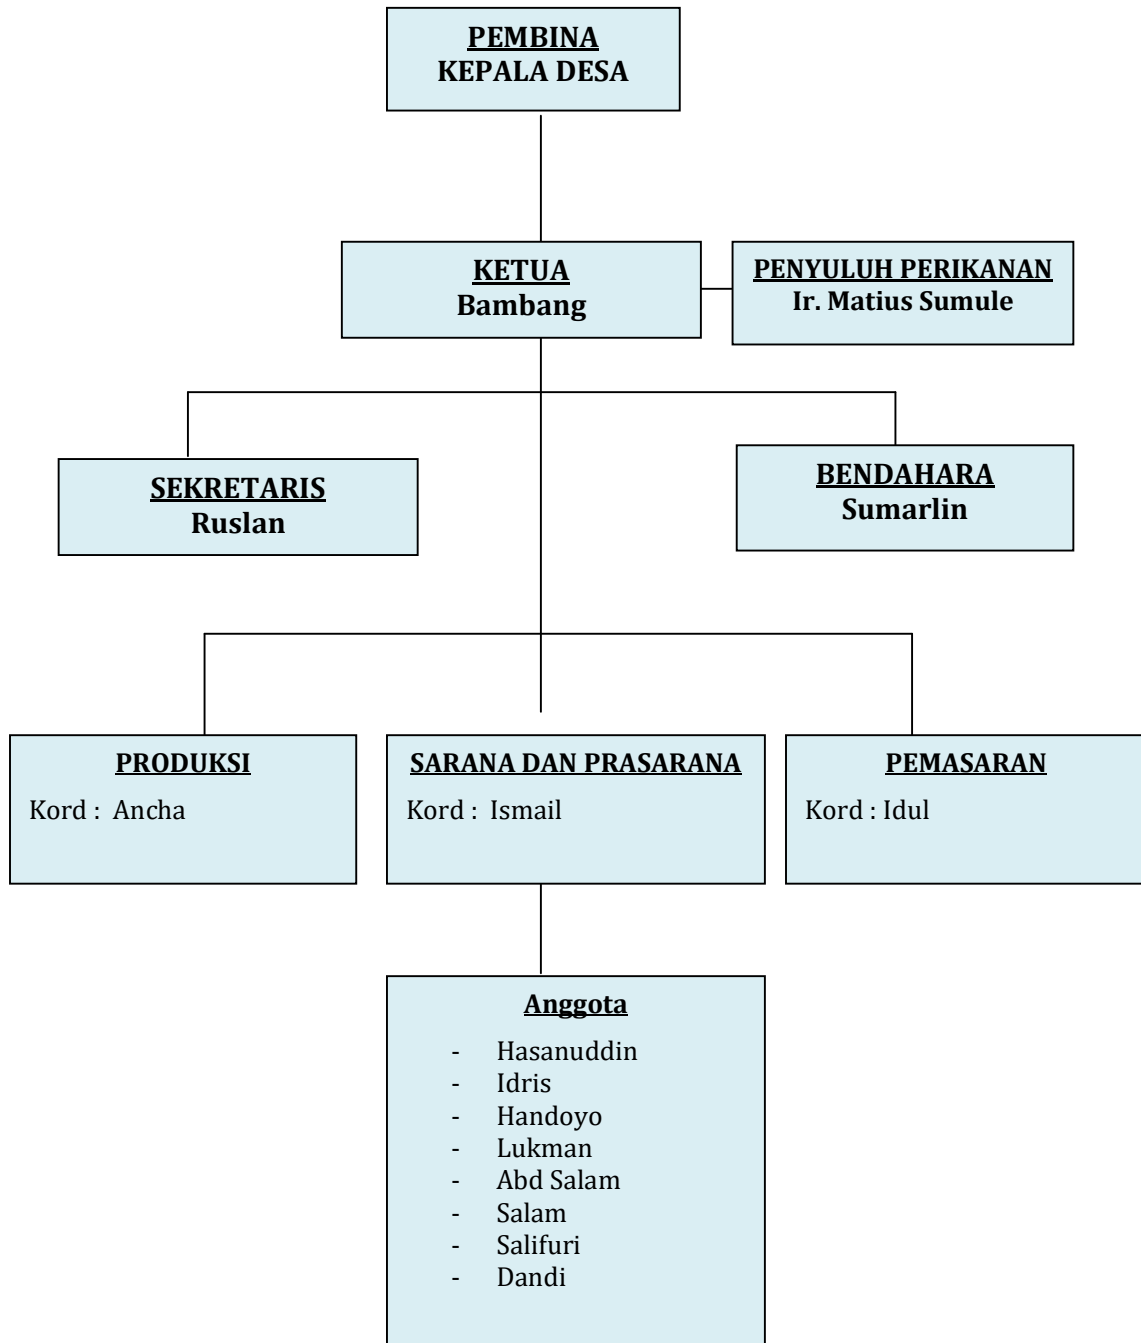 PEMBINA
KEPALA DESA
KETUA
Bambang
PENYULUH PERIKANAN
Ir. Matius Sumule
SEKRETARIS
Ruslan
BENDAHARA
Sumarlin
PRODUKSI
Kord : Ancha
SARANA DAN PRASARANA
Kord : Ismail
PEMASARAN
Kord : Idul
Anggota
- Hasanuddin
- Idris
- Handoyo
- Lukman
- Abd Salam
- Salam
- Salifuri
- Dandi